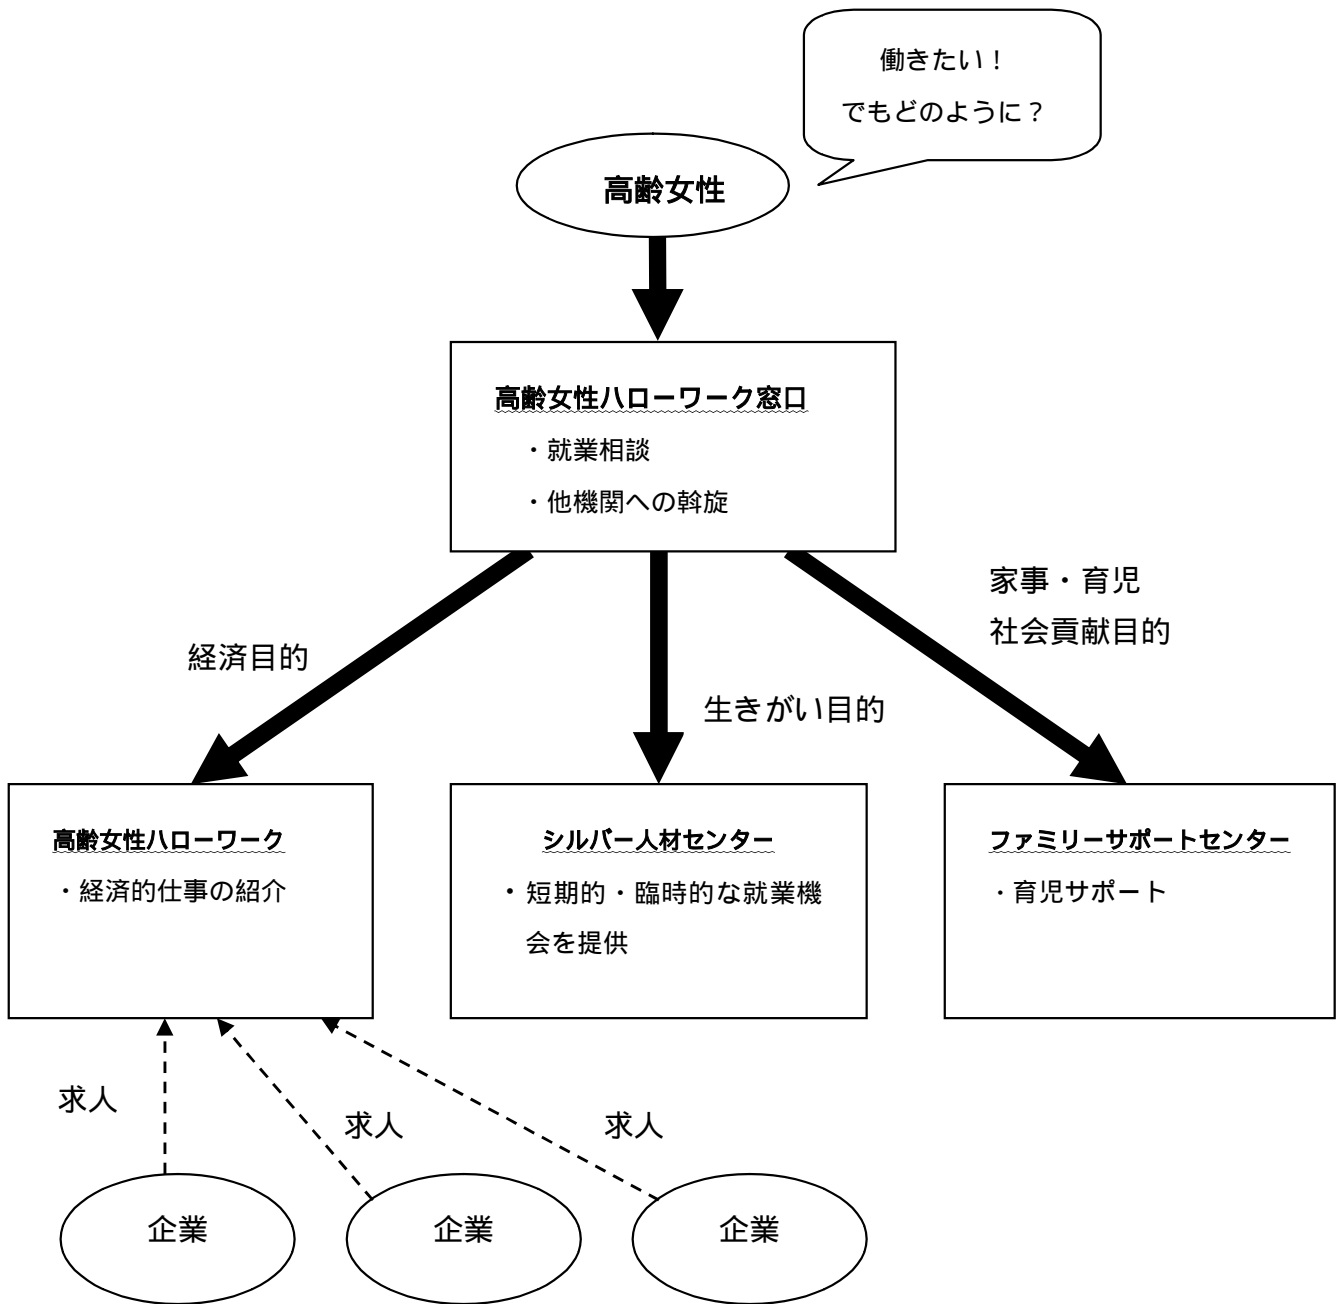 働きたい！
でもどのように？
高齢女性
高齢女性ハローワーク窓口
・就業相談
・他機関への斡旋
家事・育児
社会貢献目的
経済目的
生きがい目的
高齢女性ハローワーク
・経済的仕事の紹介
シルバー人材センター
・短期的・臨時的な就業機
会を提供
ファミリーサポートセンター
・育児サポート
求人
求人
求人
企業
企業
企業